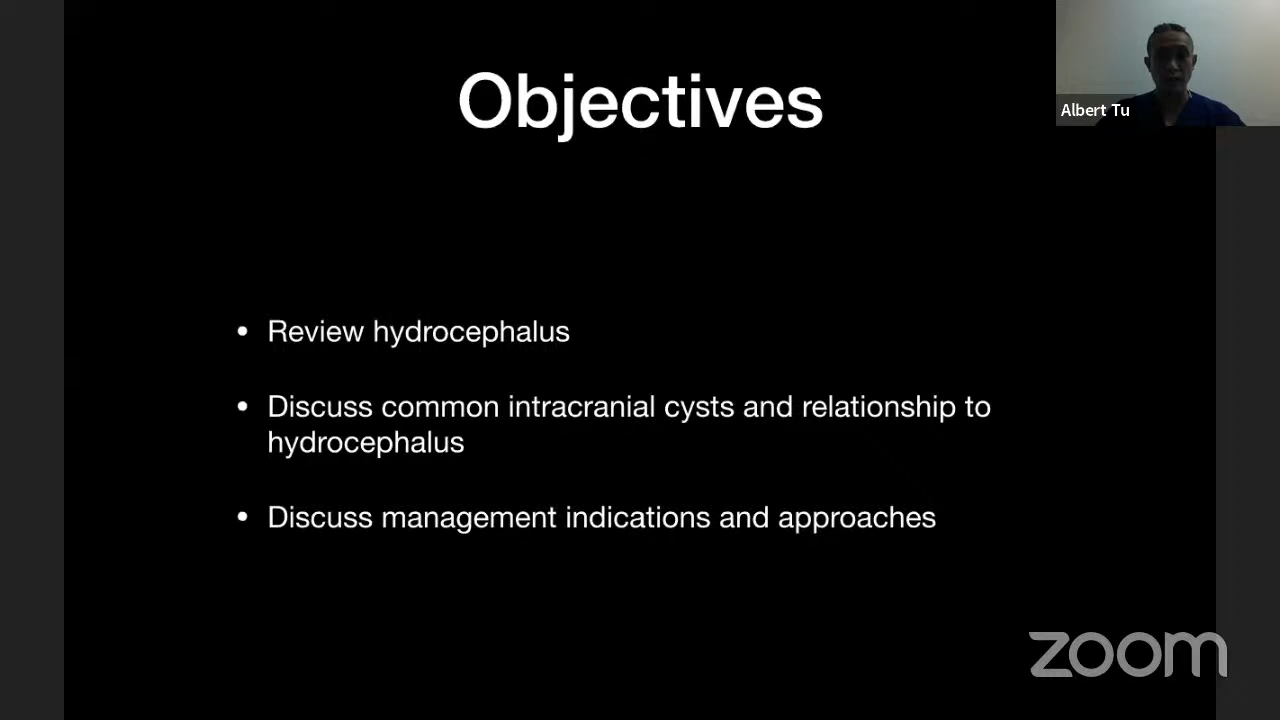 Objectives
Albert Tu
• Review hydrocephalus
• Discuss common intracranial cysts and relationship to
hydrocephalus
• Discuss management indications and approaches
zoom